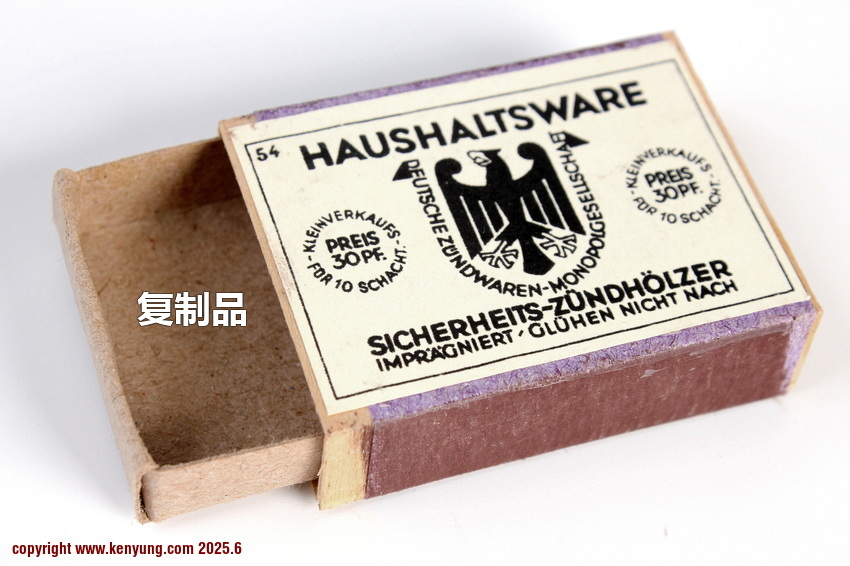 54
HAUSHALTSWARE
DEUTSCHE ZÜNDWAREN-MONOPOLGESELLSCHAFT
KLEINVERKAUFS-
PREIS
30 PF.
-FÜR 10 SCHACHT.-
-KLEINVERKAUFS
PREIS
30 PF.
FÜR 10 SCHACHT.-
SICHERHEITS-ZÜNDHÖLZER
IMPRÄGNIERT, GLÜHEN NICHT NACH
复制品
copyright www.kenyung.com 2025.6